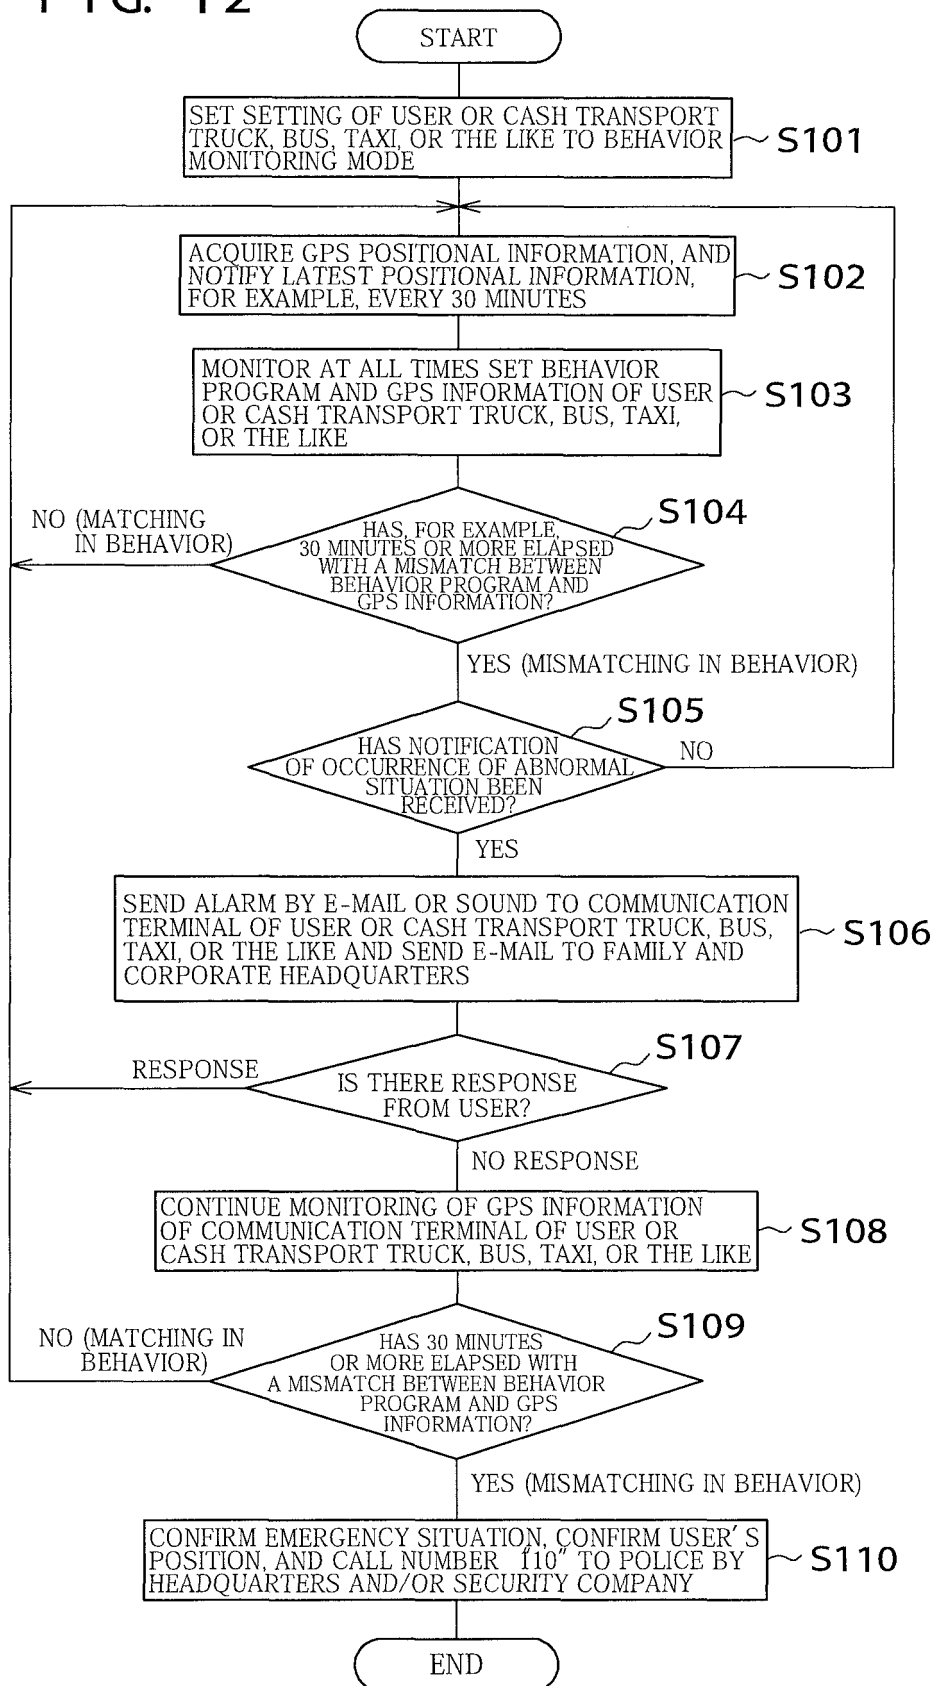 FIG. 12
START
SET SETTING OF USER OR CASH TRANSPORT
TRUCK, BUS, TAXI, OR THE LIKE TO BEHAVIOR
MONITORING MODE
S101
ACQUIRE GPS POSITIONAL INFORMATION, AND
NOTIFY LATEST POSITIONAL INFORMATION,
FOR EXAMPLE, EVERY 30 MINUTES
S102
MONITOR AT ALL TIMES SET BEHAVIOR
PROGRAM AND GPS INFORMATION OF USER
OR CASH TRANSPORT TRUCK, BUS, TAXI,
OR THE LIKE
S103
NO (MATCHING
IN BEHAVIOR)
S104
HAS, FOR EXAMPLE,
30 MINUTES OR MORE ELAPSED
WITH A MISMATCH BETWEEN
BEHAVIOR PROGRAM AND
GPS INFORMATION?
YES (MISMATCHING IN BEHAVIOR)
S105
HAS NOTIFICATION
OF OCCURRENCE OF ABNORMAL
SITUATION BEEN
RECEIVED?
NO
YES
SEND ALARM BY E-MAIL OR SOUND TO COMMUNICATION
TERMINAL OF USER OR CASH TRANSPORT TRUCK, BUS,
TAXI, OR THE LIKE AND SEND E-MAIL TO FAMILY AND
CORPORATE HEADQUARTERS
S106
RESPONSE
S107
IS THERE RESPONSE
FROM USER?
NO RESPONSE
CONTINUE MONITORING OF GPS INFORMATION
OF COMMUNICATION TERMINAL OF USER OR
CASH TRANSPORT TRUCK, BUS, TAXI, OR THE LIKE
S108
NO (MATCHING IN
BEHAVIOR)
S109
HAS 30 MINUTES
OR MORE ELAPSED WITH
A MISMATCH BETWEEN BEHAVIOR
PROGRAM AND GPS
INFORMATION?
YES (MISMATCHING IN BEHAVIOR)
CONFIRM EMERGENCY SITUATION, CONFIRM USER'S
POSITION, AND CALL NUMBER "110" TO POLICE BY
HEADQUARTERS AND/OR SECURITY COMPANY
S110
END